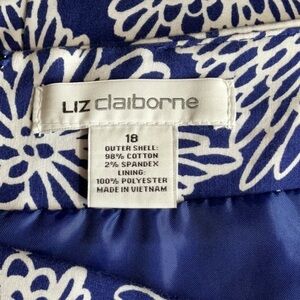 LIZ claiborne
18
OUTER SHELL:
98% COTTON
2% SPANDEX
LINING:
100% POLYESTER
MADE IN VIETNAM